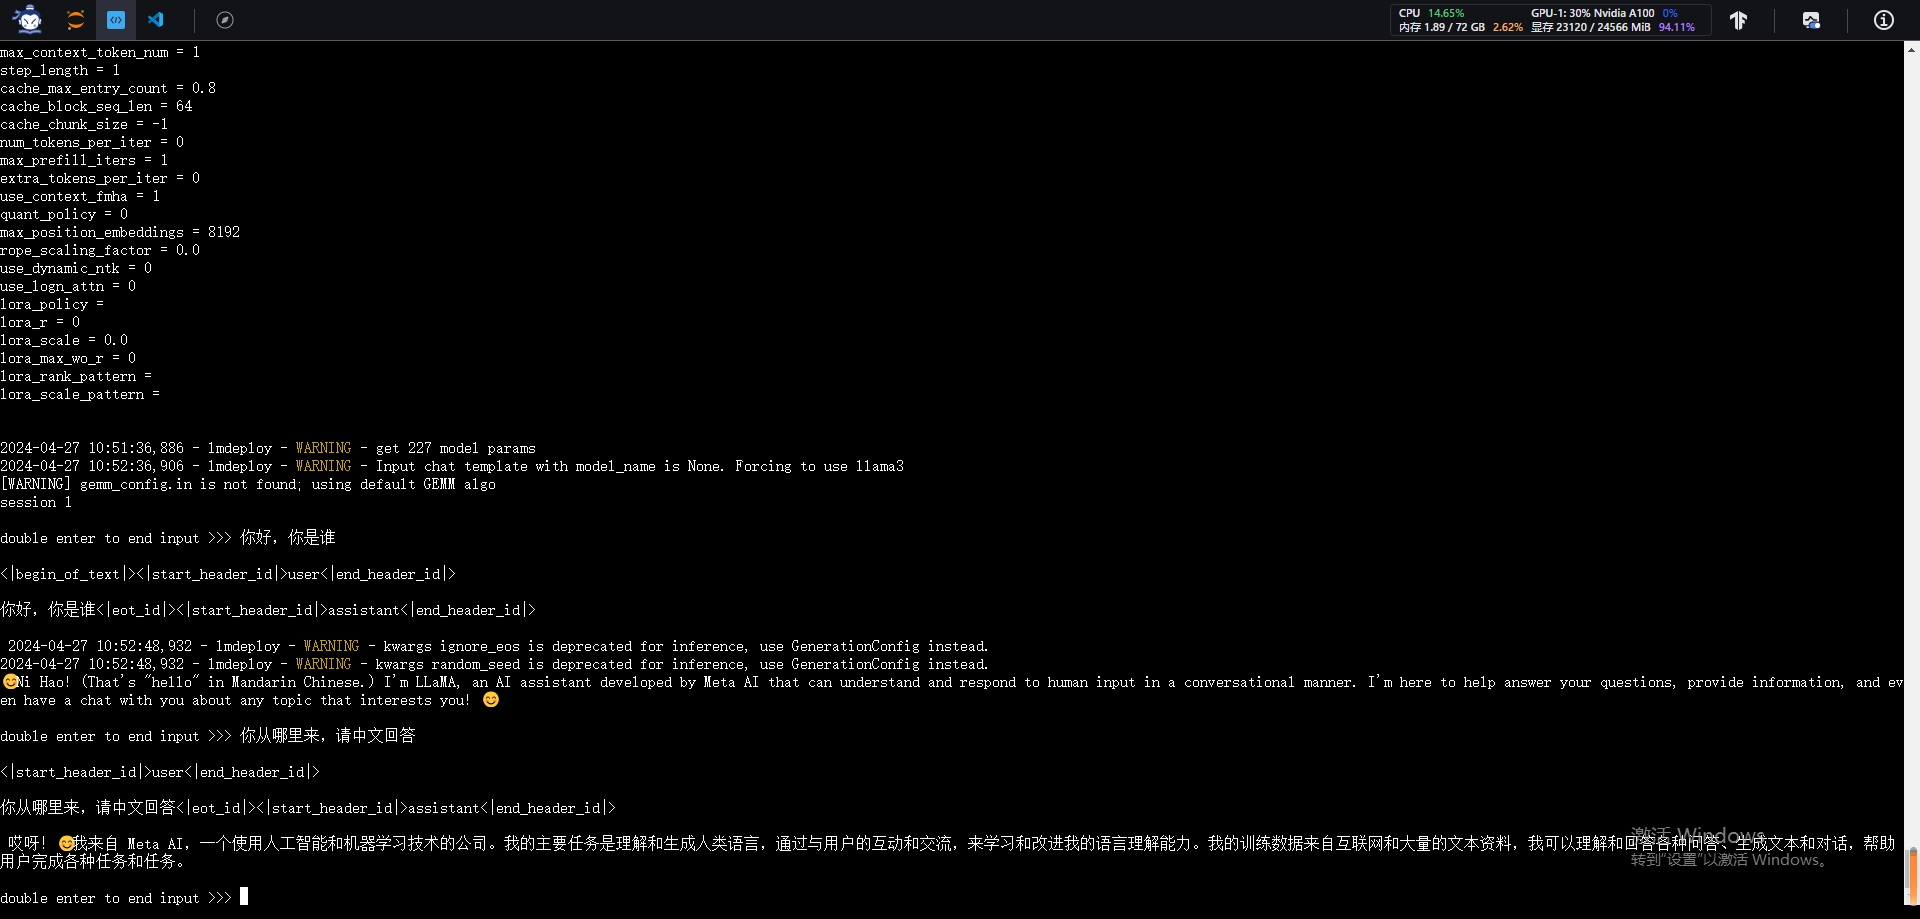 CPU 14.65% GPU-1: 30% Nvidia A100 0%
内存 1.89 / 72 GB 2.62% 显存 23120 / 24566 MiB 94.11%
max_context_token_num = 1
step_length = 1
cache_max_entry_count = 0.8
cache_block_seq_len = 64
cache_chunk_size = -1
num_tokens_per_iter = 0
max_prefill_iters = 1
extra_tokens_per_iter = 0
use_context_fmha = 1
quant_policy = 0
max_position_embeddings = 8192
rope_scaling_factor = 0.0
use_dynamic_ntk = 0
use_logn_attn = 0
lora_policy =
lora_r = 0
lora_scale = 0.0
lora_max_wo_r = 0
lora_rank_pattern =
lora_scale_pattern =
2024-04-27 10:51:36,886 - lmdeploy - WARNING - get 227 model params
2024-04-27 10:52:36,906 - lmdeploy - WARNING - Input chat template with model_name is None. Forcing to use llama3
[WARNING] gemm_config.in is not found; using default GEMM algo
session 1
double enter to end input >>> 你好，你是谁
<|begin_of_text|><|start_header_id|>user<|end_header_id|>
你好，你是谁<|eot_id|><|start_header_id|>assistant<|end_header_id|>
2024-04-27 10:52:48,932 - lmdeploy - WARNING - kwargs ignore_eos is deprecated for inference, use GenerationConfig instead.
2024-04-27 10:52:48,932 - lmdeploy - WARNING - kwargs random_seed is deprecated for inference, use GenerationConfig instead.
😊Ni Hao! (That's "hello" in Mandarin Chinese.) I'm LLaMA, an AI assistant developed by Meta AI that can understand and respond to human input in a conversational manner. I'm here to help answer your questions, provide information, and ev
en have a chat with you about any topic that interests you! 😊
double enter to end input >>> 你从哪里来，请中文回答
<|start_header_id|>user<|end_header_id|>
你从哪里来，请中文回答<|eot_id|><|start_header_id|>assistant<|end_header_id|>
哎呀！😊我来自 Meta AI，一个使用人工智能和机器学习技术的公司。我的主要任务是理解和生成人类语言，通过与用户的互动和交流，来学习和改进我的语言理解能力。我的训练数据来自互联网和大量的文本资料，我可以理解和回答各种问答、生成文本和对话，帮助
用户完成各种任务和任务。
激活 Windows
转到"设置"以激活 Windows。
double enter to end input >>>